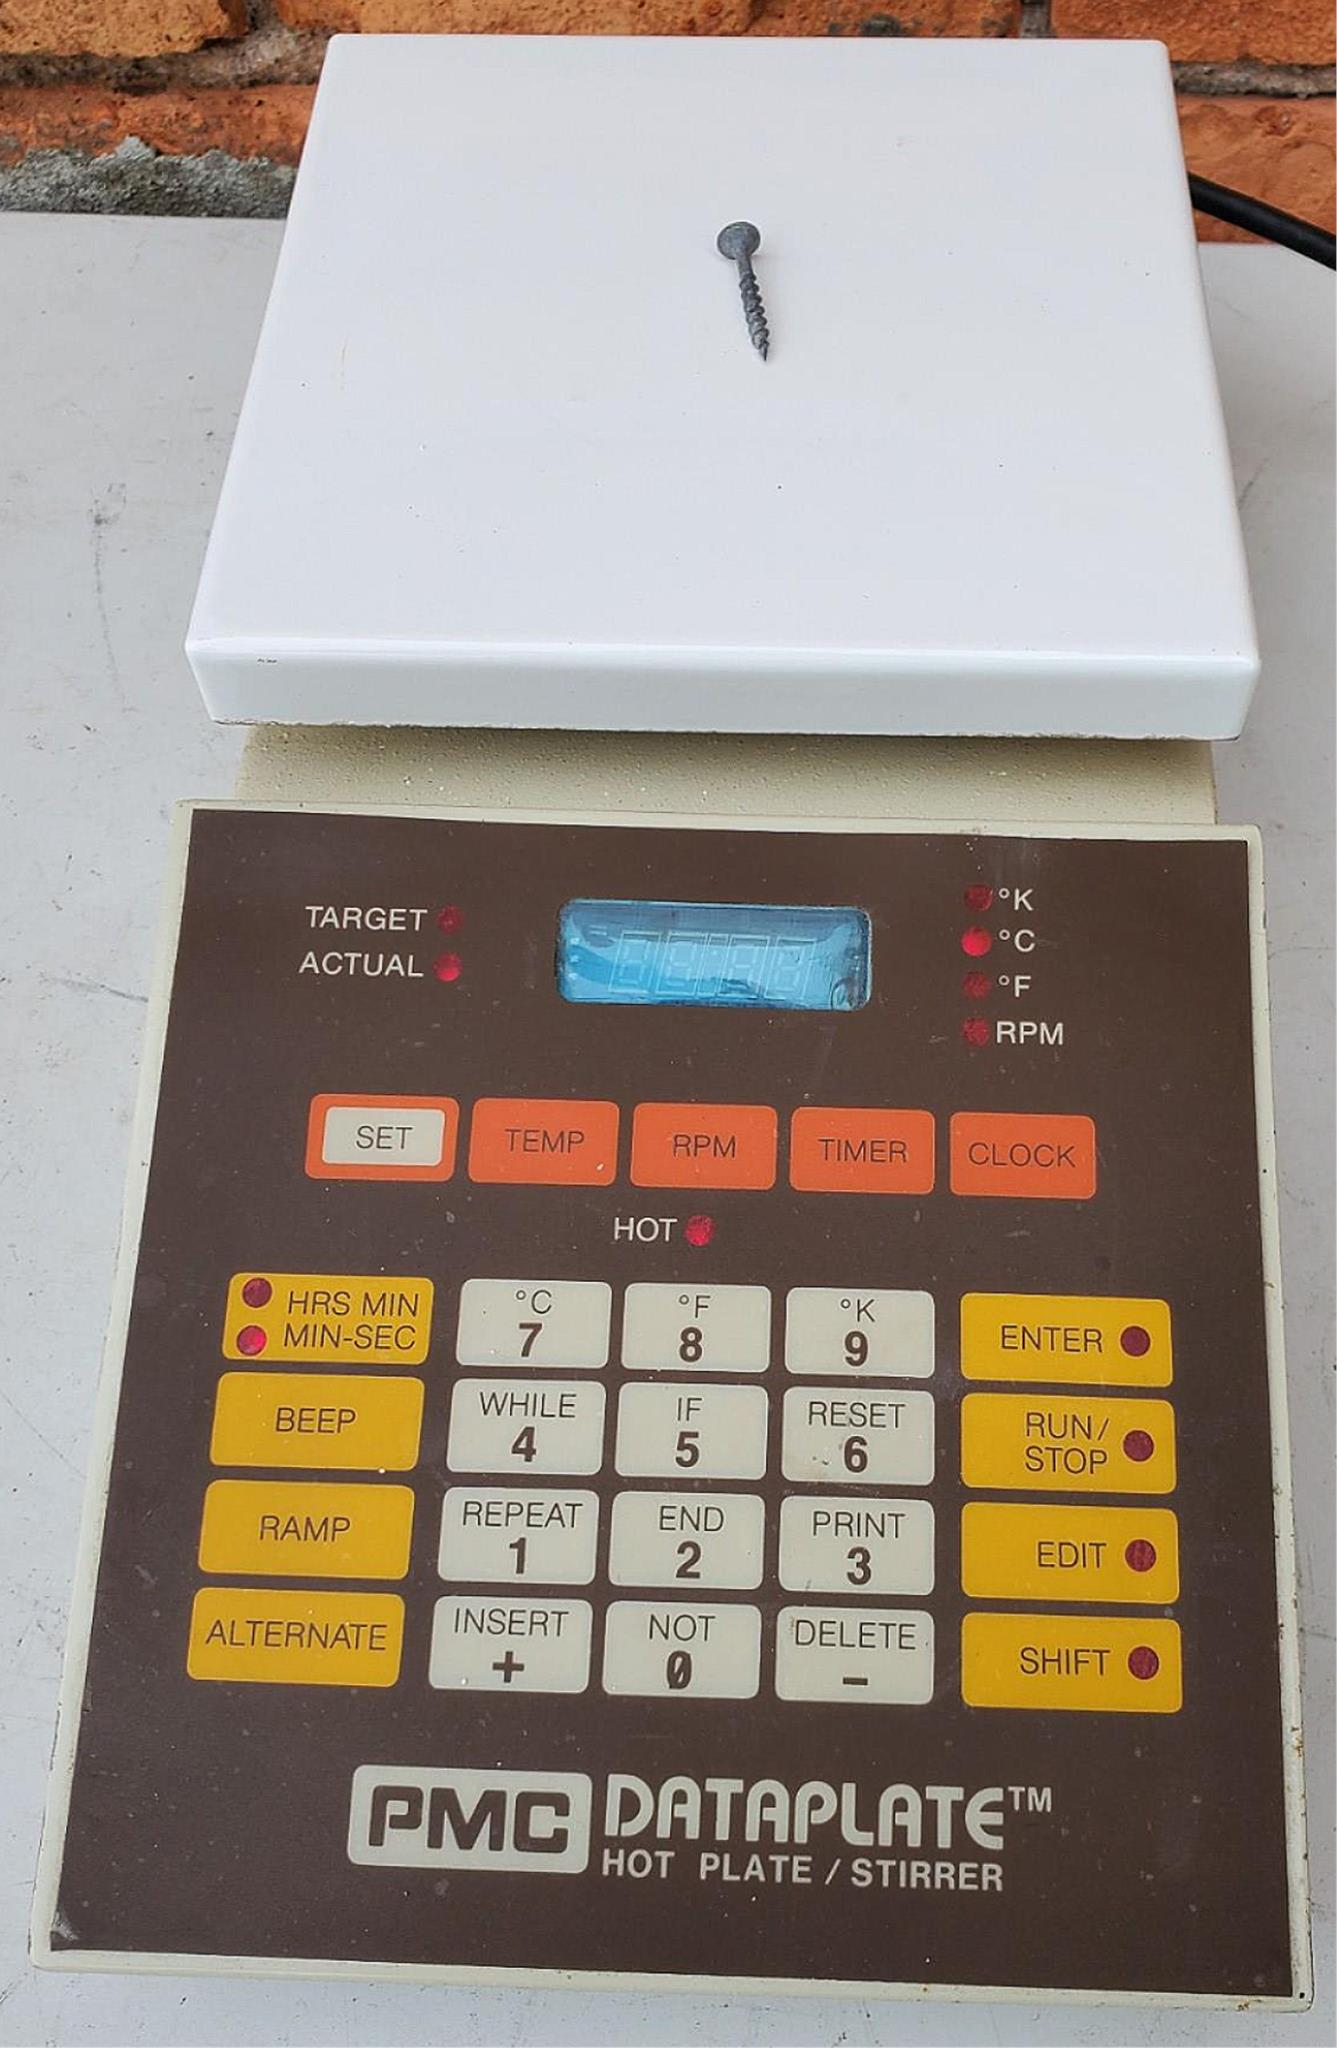 TARGET
ACTUAL
°K
°C
°F
RPM
SET TEMP RPM TIMER CLOCK
HOT
HRS MIN
MIN-SEC
°C
7
°F
8
°K
9
ENTER
BEEP
WHILE
4
IF
5
RESET
6
RUN/
STOP
RAMP
REPEAT
1
END
2
PRINT
3
EDIT
ALTERNATE
INSERT
+
NOT
0
DELETE
-
SHIFT
PMC DATAPLATE™
HOT PLATE / STIRRER